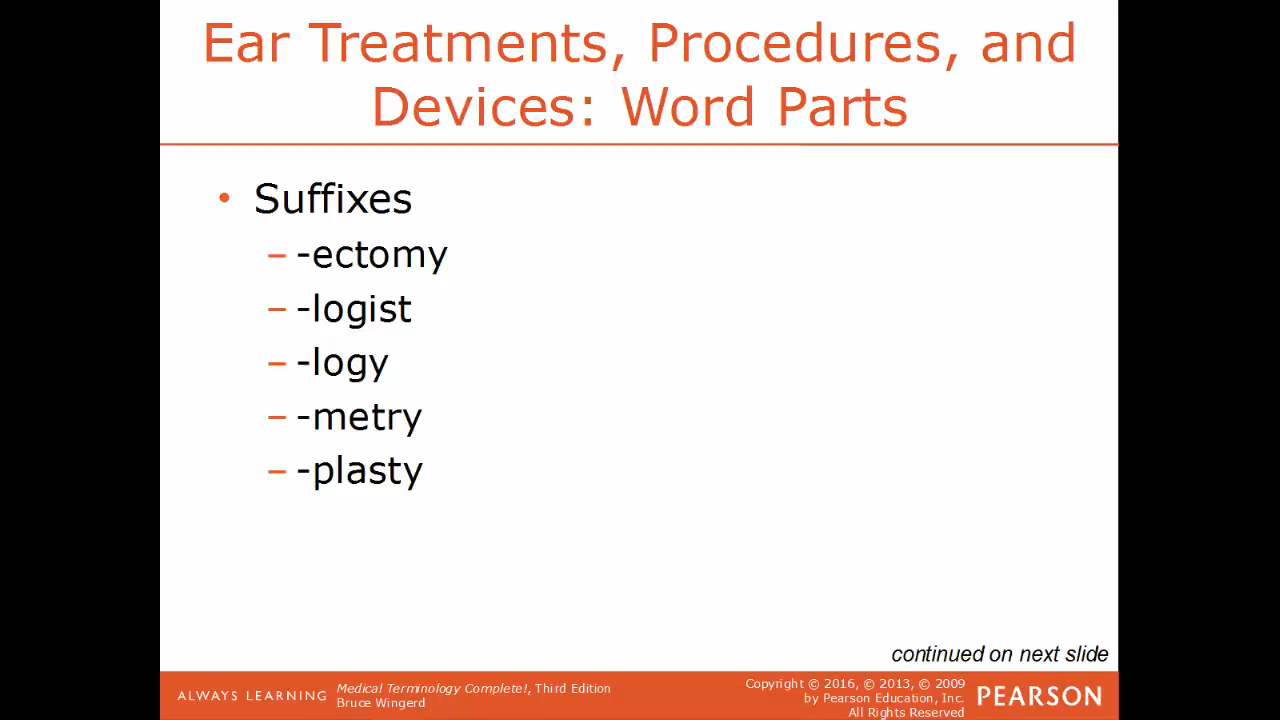 Ear Treatments, Procedures, and
Devices: Word Parts
• Suffixes
– -ectomy
– -logist
– -logy
– -metry
– -plasty
continued on next slide
ALWAYS LEARNING
Medical Terminology Complete!, Third Edition
Bruce Wingerd
Copyright © 2016, © 2013, © 2009
by Pearson Education, Inc.
All Rights Reserved
PEARSON